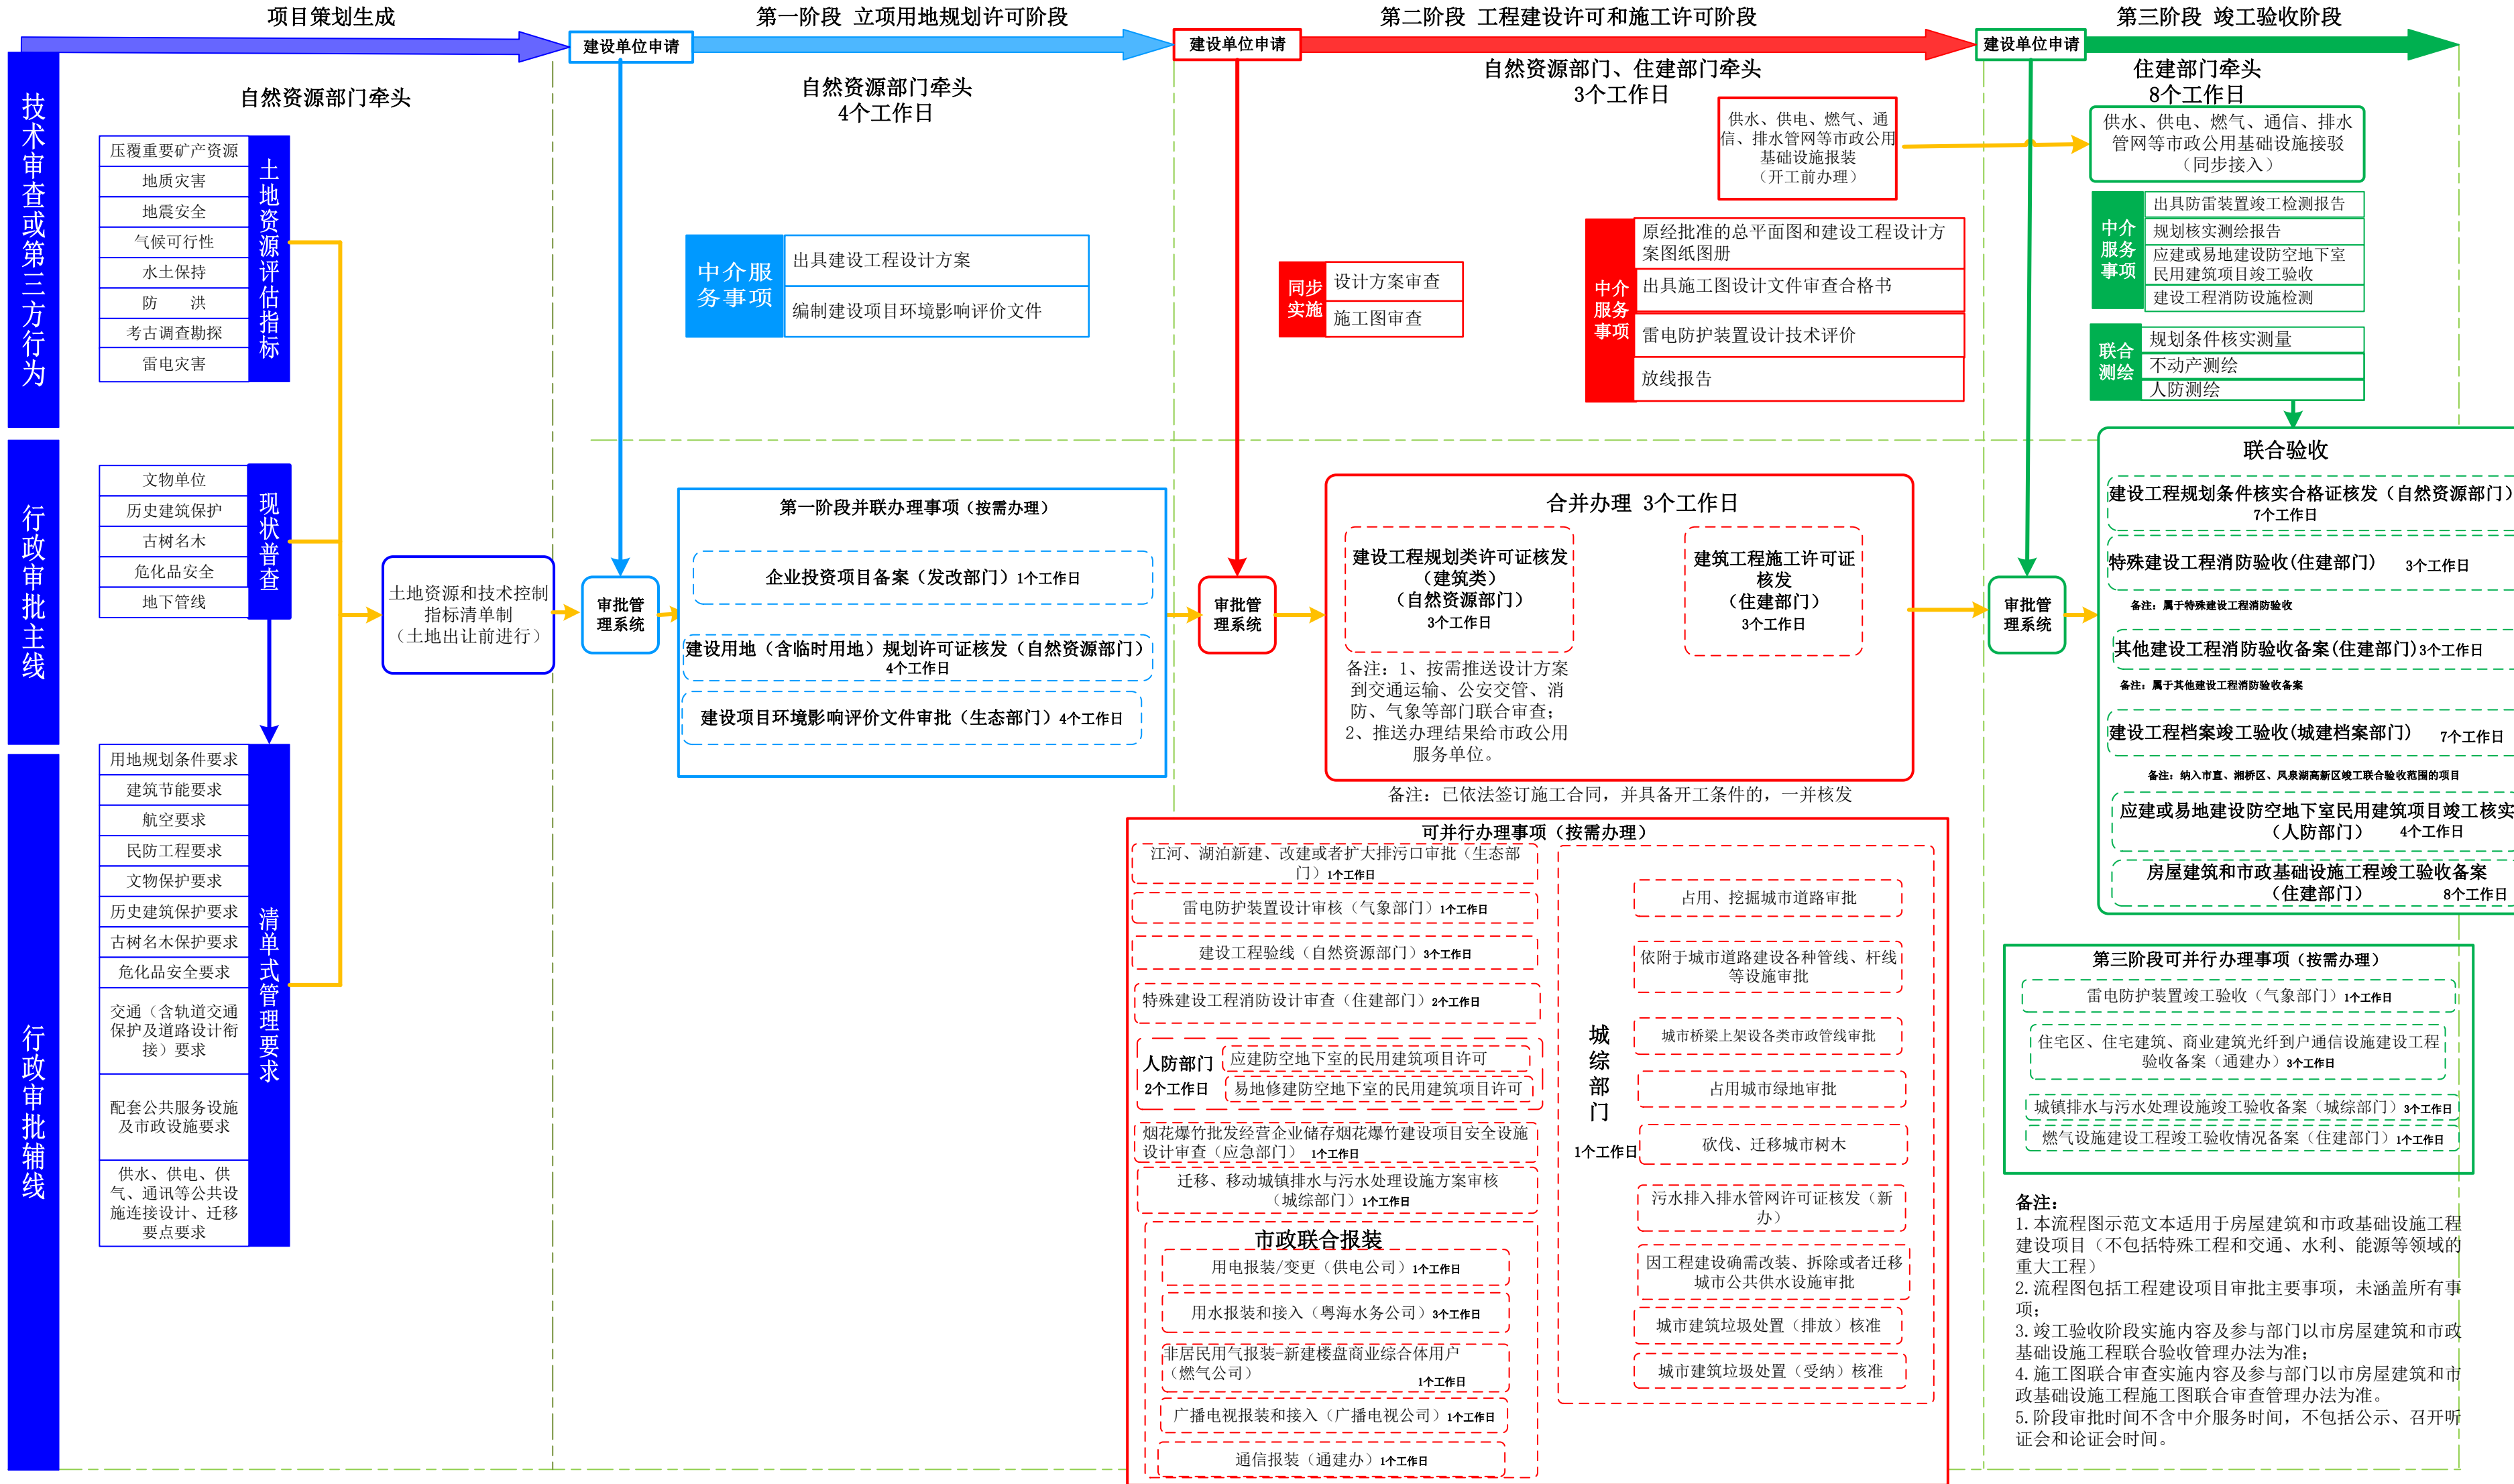 项目策划生成
第一阶段 立项用地规划许可阶段
第二阶段 工程建设许可和施工许可阶段
第三阶段 竣工验收阶段
建设单位申请
建设单位申请
建设单位申请
自然资源部门牵头
自然资源部门牵头
4个工作日
自然资源部门、住建部门牵头
3个工作日
住建部门牵头
8个工作日
技术审查或第三方行为
压覆重要矿产资源
地质灾害
地震安全
气候可行性
水土保持
防　　洪
考古调查勘探
雷电灾害
土地资源评估指标
中介服
务事项
出具建设工程设计方案
编制建设项目环境影响评价文件
同步
实施
设计方案审查
施工图审查
供水、供电、燃气、通
信、排水管网等市政公用
基础设施报装
（开工前办理）
中介
服务
事项
原经批准的总平面图和建设工程设计方
案图纸图册
出具施工图设计文件审查合格书
雷电防护装置设计技术评价
放线报告
供水、供电、燃气、通信、排水
管网等市政公用基础设施接驳
（同步接入）
中介
服务
事项
出具防雷装置竣工检测报告
规划核实测绘报告
应建或易地建设防空地下室
民用建筑项目竣工验收
建设工程消防设施检测
联合
测绘
规划条件核实测量
不动产测绘
人防测绘
行政审批主线
文物单位
历史建筑保护
古树名木
危化品安全
地下管线
现状普查
土地资源和技术控制
指标清单制
（土地出让前进行）
审批管
理系统
第一阶段并联办理事项（按需办理）
企业投资项目备案（发改部门）1个工作日
建设用地（含临时用地）规划许可证核发（自然资源部门）
4个工作日
建设项目环境影响评价文件审批（生态部门）4个工作日
审批管
理系统
合并办理 3个工作日
建设工程规划类许可证核发
（建筑类）
（自然资源部门）
3个工作日
建筑工程施工许可证
核发
（住建部门）
3个工作日
备注：1、按需推送设计方案
到交通运输、公安交管、消
防、气象等部门联合审查；
2、推送办理结果给市政公用
服务单位。
备注：已依法签订施工合同，并具备开工条件的，一并核发
审批管
理系统
联合验收
建设工程规划条件核实合格证核发（自然资源部门）
7个工作日
特殊建设工程消防验收(住建部门) 3个工作日
备注：属于特殊建设工程消防验收
其他建设工程消防验收备案(住建部门)3个工作日
备注：属于其他建设工程消防验收备案
建设工程档案竣工验收(城建档案部门) 7个工作日
备注：纳入市直、湘桥区、凤泉湖高新区竣工联合验收范围的项目
应建或易地建设防空地下室民用建筑项目竣工核实
（人防部门） 4个工作日
房屋建筑和市政基础设施工程竣工验收备案
（住建部门） 8个工作日
行政审批辅线
用地规划条件要求
建筑节能要求
航空要求
民防工程要求
文物保护要求
历史建筑保护要求
古树名木保护要求
危化品安全要求
交通（含轨道交通
保护及道路设计衔
接）要求
配套公共服务设施
及市政设施要求
供水、供电、供
气、通讯等公共设
施连接设计、迁移
要点要求
清单式管理要求
可并行办理事项（按需办理）
江河、湖泊新建、改建或者扩大排污口审批（生态部
门）1个工作日
雷电防护装置设计审核（气象部门）1个工作日
建设工程验线（自然资源部门）3个工作日
特殊建设工程消防设计审查（住建部门）2个工作日
人防部门
2个工作日
应建防空地下室的民用建筑项目许可
易地修建防空地下室的民用建筑项目许可
烟花爆竹批发经营企业储存烟花爆竹建设项目安全设施
设计审查（应急部门） 1个工作日
迁移、移动城镇排水与污水处理设施方案审核
（城综部门）1个工作日
市政联合报装
用电报装/变更（供电公司）1个工作日
用水报装和接入（粤海水务公司）3个工作日
非居民用气报装-新建楼盘商业综合体用户
（燃气公司） 1个工作日
广播电视报装和接入（广播电视公司）1个工作日
通信报装（通建办）1个工作日
城综部门
1个工作日
占用、挖掘城市道路审批
依附于城市道路建设各种管线、杆线
等设施审批
城市桥梁上架设各类市政管线审批
占用城市绿地审批
砍伐、迁移城市树木
污水排入排水管网许可证核发（新
办）
因工程建设确需改装、拆除或者迁移
城市公共供水设施审批
城市建筑垃圾处置（排放）核准
城市建筑垃圾处置（受纳）核准
第三阶段可并行办理事项（按需办理）
雷电防护装置竣工验收（气象部门）1个工作日
住宅区、住宅建筑、商业建筑光纤到户通信设施建设工程
验收备案（通建办）3个工作日
城镇排水与污水处理设施竣工验收备案（城综部门）3个工作日
燃气设施建设工程竣工验收情况备案（住建部门）1个工作日
备注：
1.本流程图示范文本适用于房屋建筑和市政基础设施工程
建设项目（不包括特殊工程和交通、水利、能源等领域的
重大工程）
2.流程图包括工程建设项目审批主要事项，未涵盖所有事
项；
3.竣工验收阶段实施内容及参与部门以市房屋建筑和市政
基础设施工程联合验收管理办法为准；
4.施工图联合审查实施内容及参与部门以市房屋建筑和市
政基础设施工程施工图联合审查管理办法为准。
5.阶段审批时间不含中介服务时间，不包括公示、召开听
证会和论证会时间。